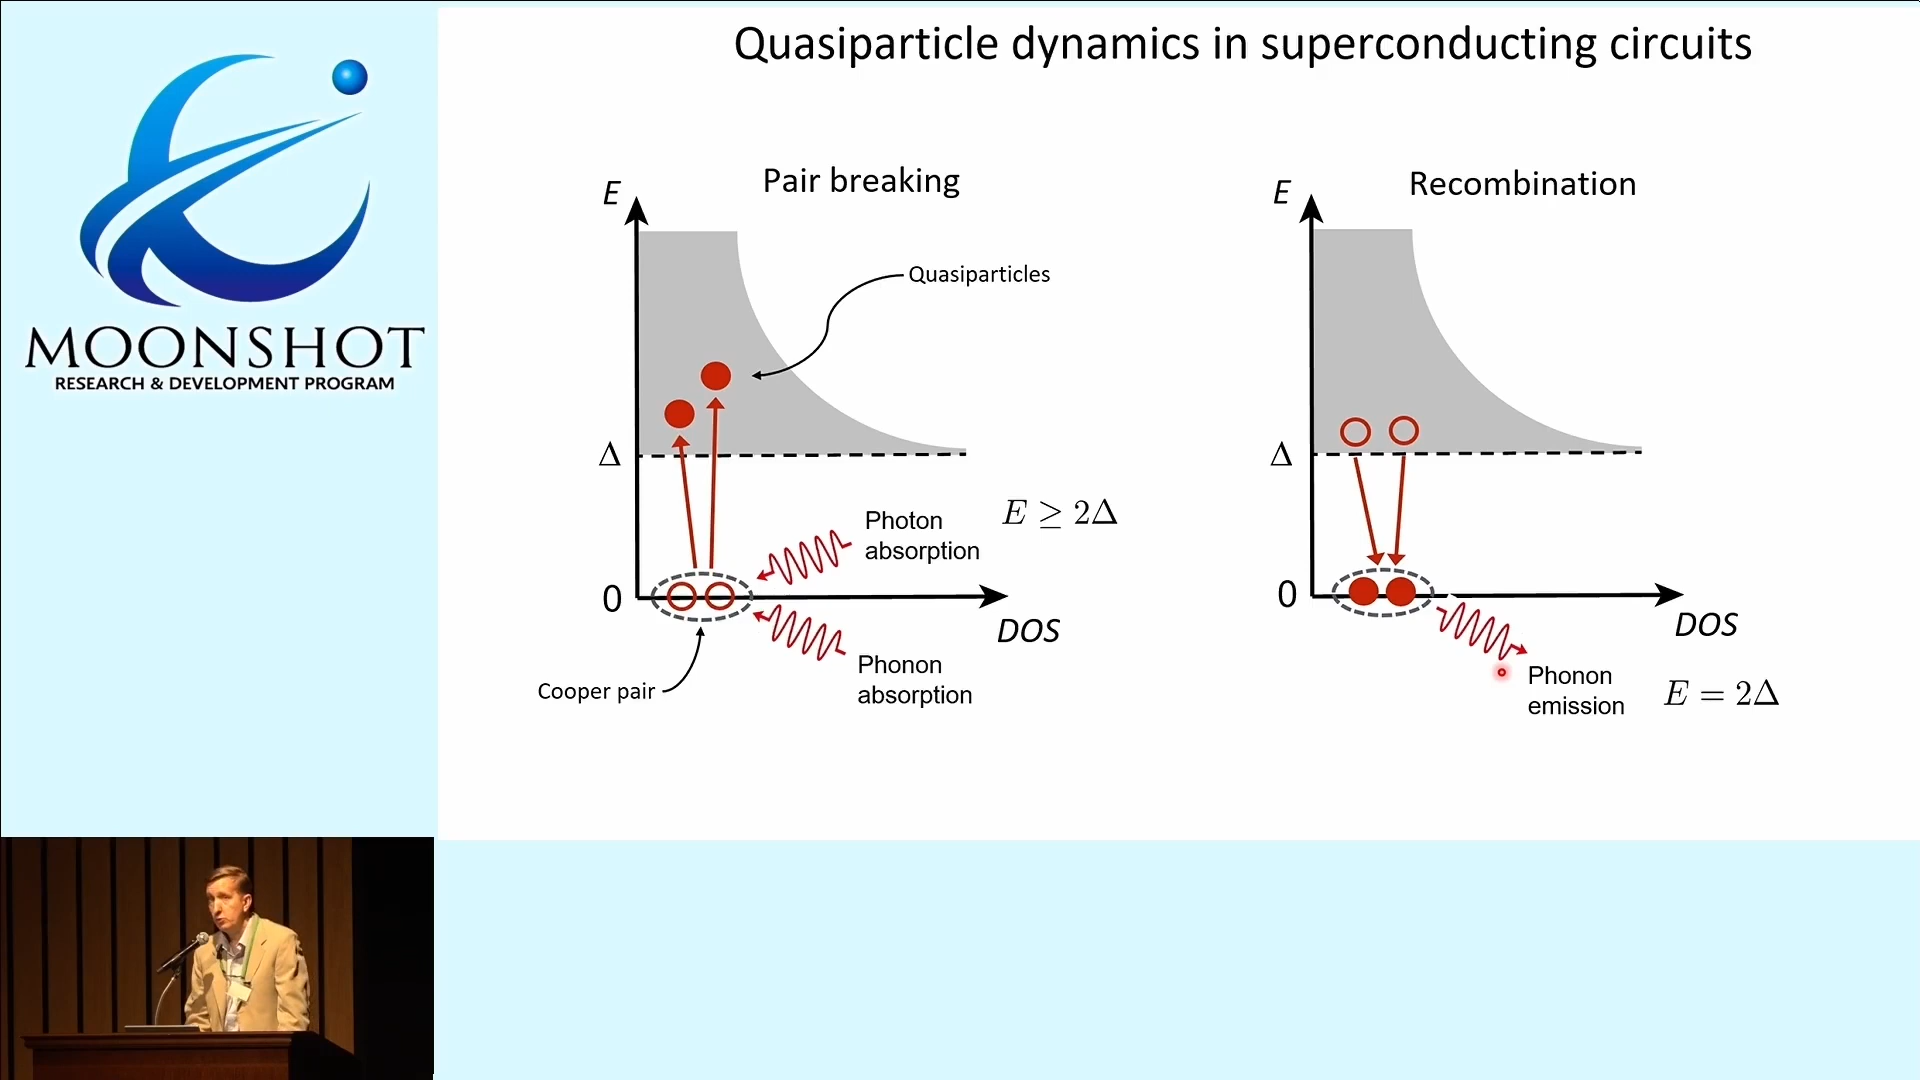 Quasiparticle dynamics in superconducting circuits
MOONSHOT
RESEARCH & DEVELOPMENT PROGRAM
Pair breaking
E
Quasiparticles
Δ
Photon
absorption
E ≥ 2Δ
0
DOS
Phonon
absorption
Cooper pair
Recombination
E
Δ
0
DOS
Phonon
emission
E = 2Δ